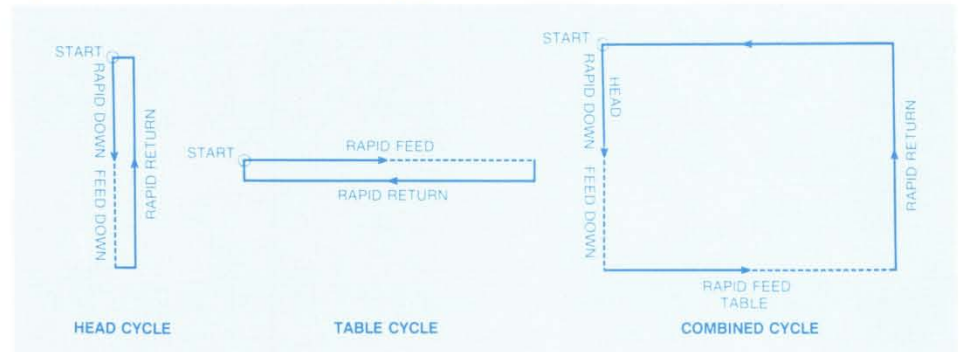 START
RAPID DOWN FEED DOWN
RAPID RETURN
HEAD CYCLE
START
RAPID FEED
RAPID RETURN
TABLE CYCLE
START
RAPID DOWN FEED DOWN
HEAD
RAPID FEED
TABLE
RAPID RETURN
COMBINED CYCLE